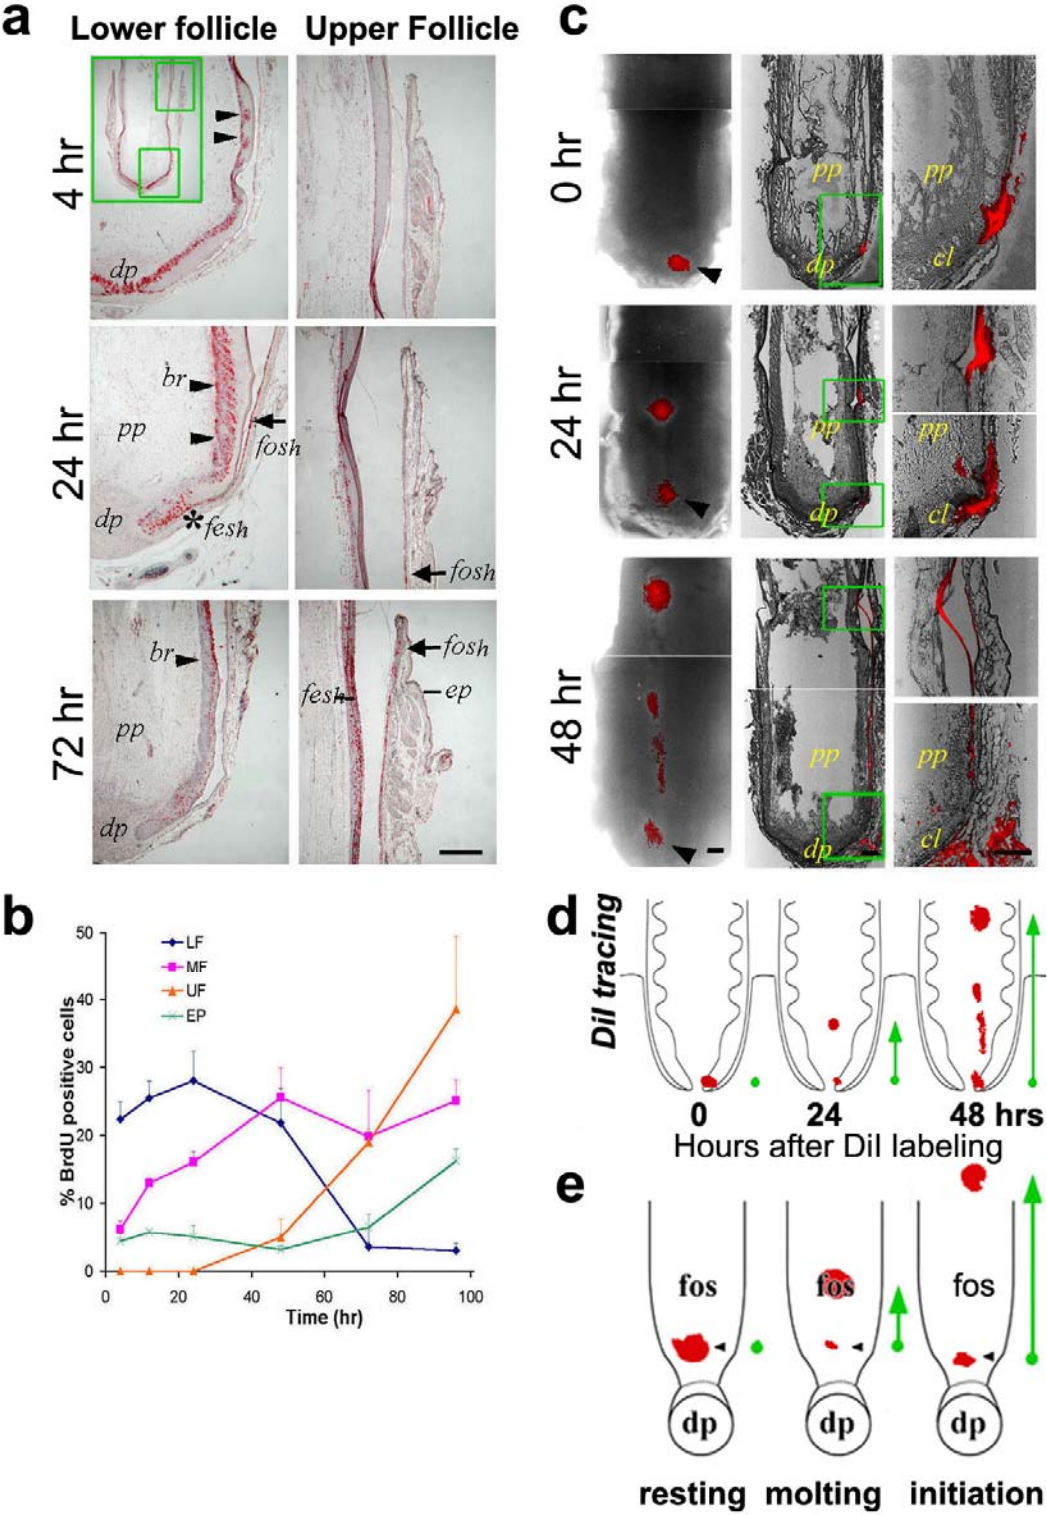 a
Lower follicle
Upper Follicle
4 hr
dp
24 hr
br
pp
fosh
dp
*fesh
fosh
72 hr
br
fosh
fesh
ep
pp
dp
c
0 hr
pp
dp
pp
cl
24 hr
pp
dp
pp
cl
48 hr
pp
dp
pp
cl
b
50
40
30
20
10
0
% BrdU positive cells
LF
MF
UF
EP
0
20
40
60
80
100
Time (hr)
d
DiI tracing
0
24
48 hrs
Hours after DiI labeling
e
fos
fos
fos
dp
dp
dp
resting
molting
initiation